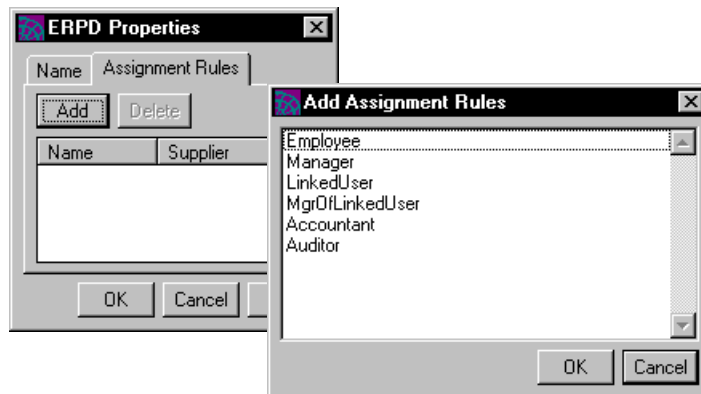 ERPD Properties
Name Assignment Rules
Add Delete
Name Supplier
OK Cancel
Add Assignment Rules
Employee
Manager
LinkedUser
MgrOfLinkedUser
Accountant
Auditor
OK Cancel